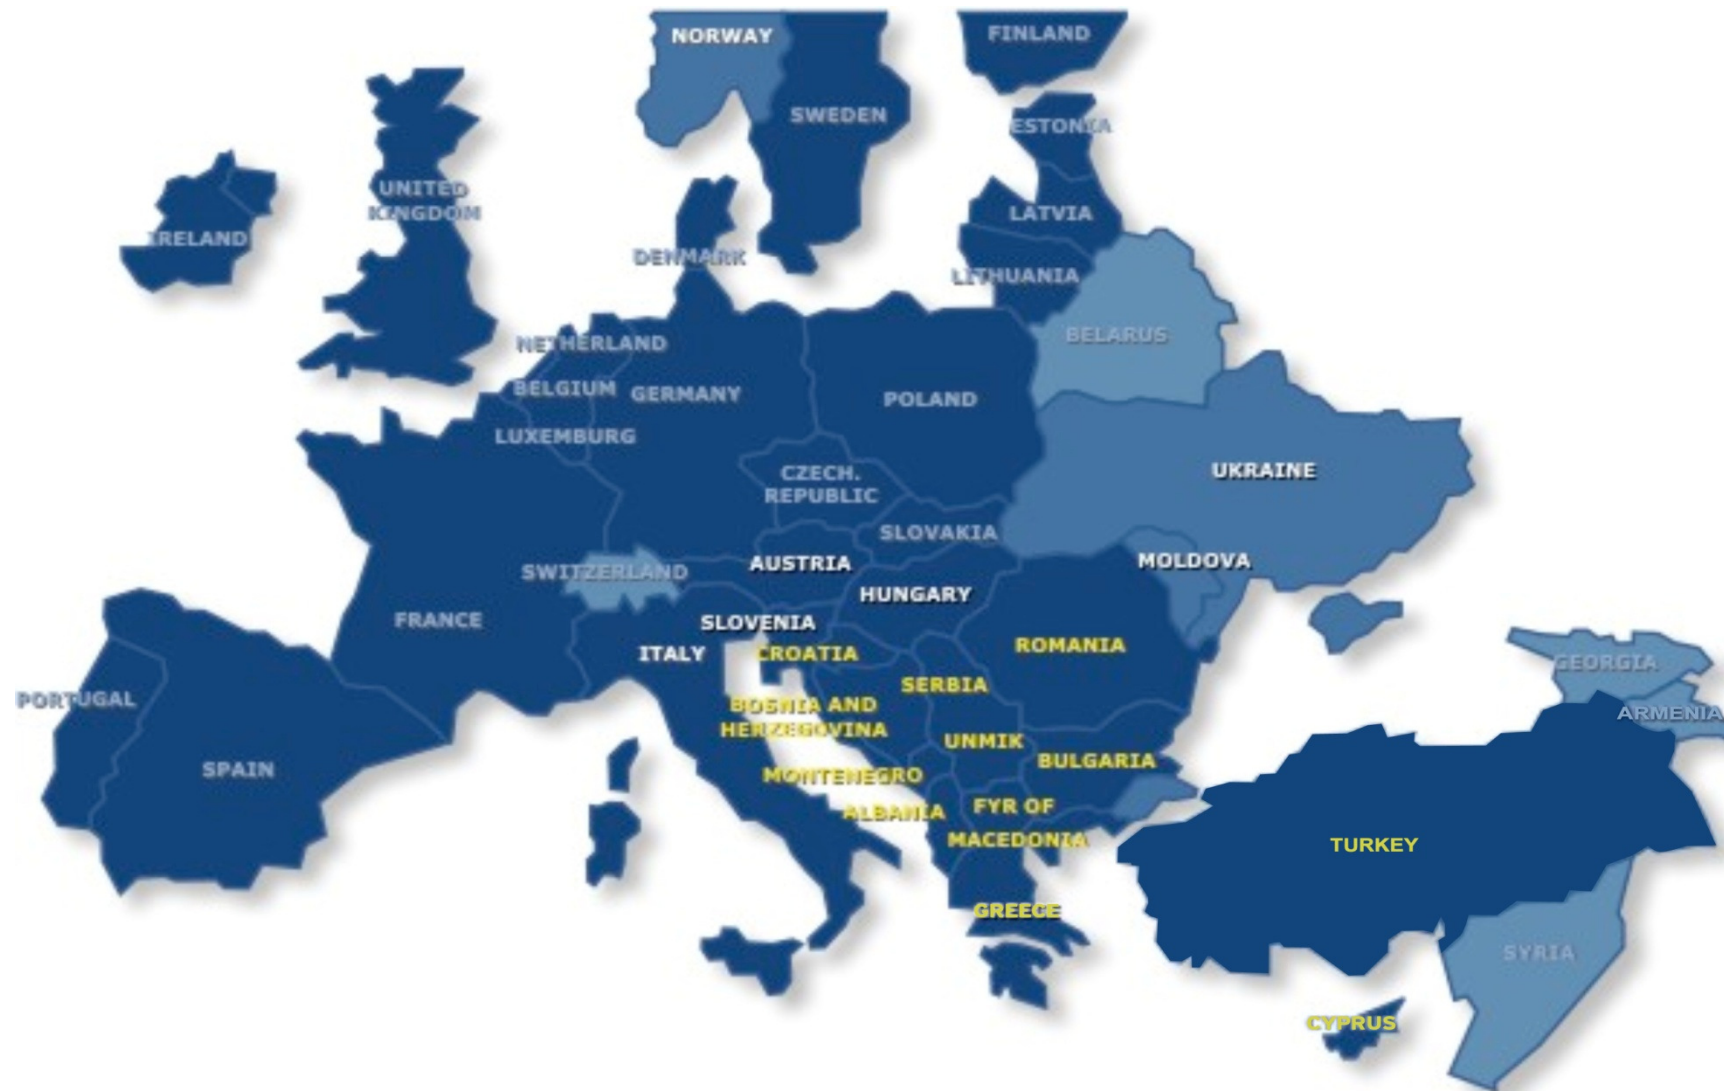 NORWAY
FINLAND
SWEDEN
ESTONIA
UNITED
KINGDOM
LATVIA
IRELAND
DENMARK
LITHUANIA
BELARUS
NETHERLAND
BELGIUM
GERMANY
POLAND
LUXEMBURG
CZECH.
REPUBLIC
UKRAINE
SLOVAKIA
AUSTRIA
MOLDOVA
SWITZERLAND
HUNGARY
FRANCE
SLOVENIA
ITALY
CROATIA
ROMANIA
GEORGIA
SERBIA
PORTUGAL
BOSNIA AND
HERZEGOVINA
ARMENIA
UNMIK
BULGARIA
SPAIN
MONTENEGRO
ALBANIA
FYR OF
MACEDONIA
TURKEY
GREECE
SYRIA
CYPRUS